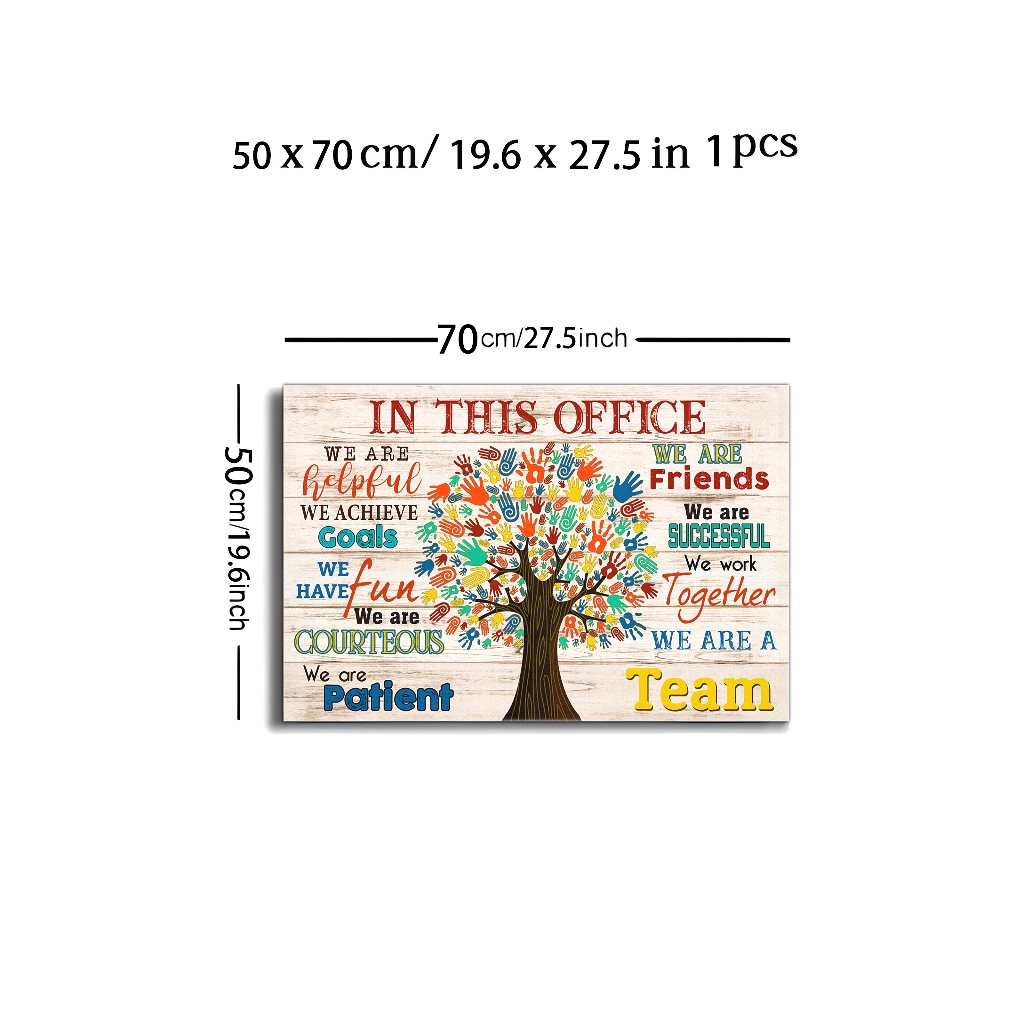 50 x 70 cm/ 19.6 x 27.5 in 1 pcs
70cm/27.5inch
50cm/19.6inch
IN THIS OFFICE
WE ARE
helpful
WE ACHIEVE
Goals
WE
HAVE fun
We are
COURTEOUS
We are
Patient
WE ARE
Friends
We are
SUCCESSFUL
We work
Together
WE ARE A
Team